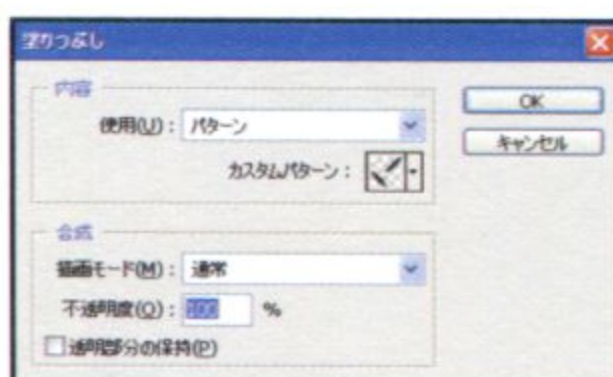 塗りつぶし
内容
使用(U): パターン
カスタムパターン:
OK
キャンセル
合成
描画モード(M): 通常
不透明度(O): 100 %
透明部分の保持(P)